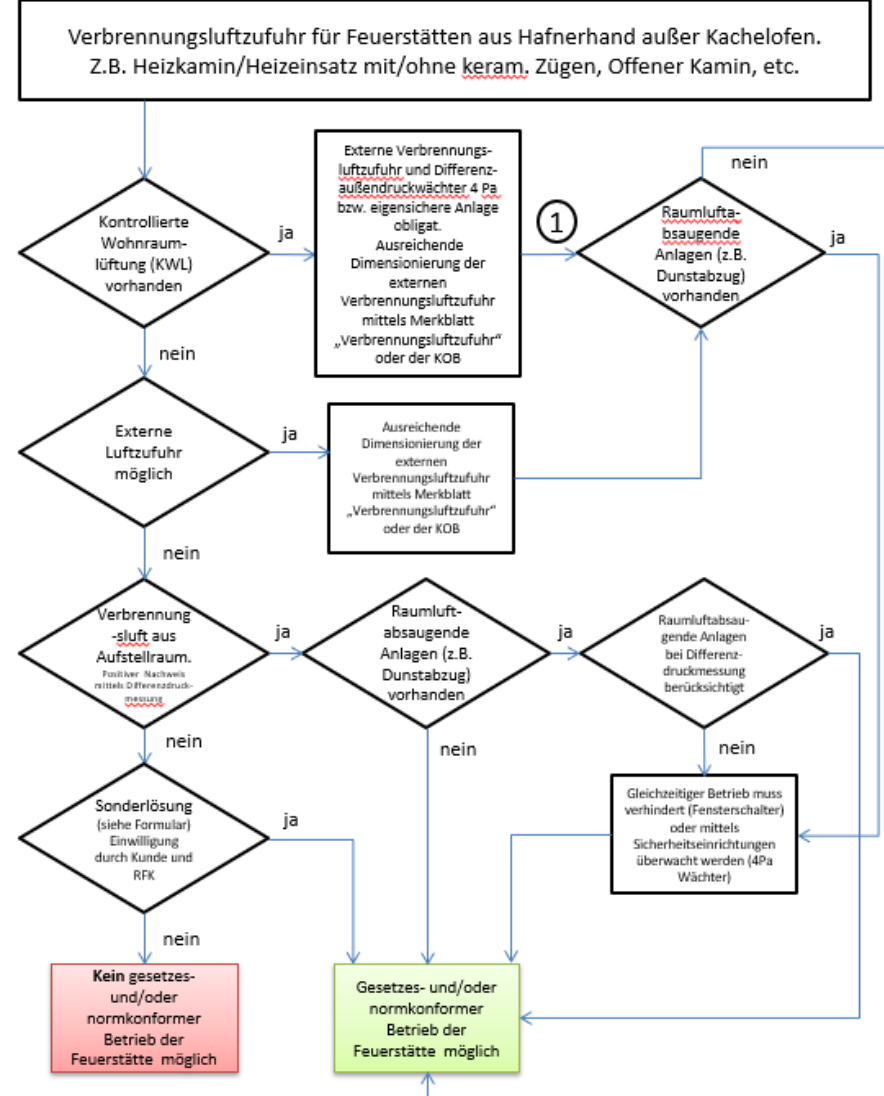 Verbrennungsluftzufuhr für Feuerstätten aus Hafnerhand außer Kachelofen.
Z.B. Heizkamin/Heizeinsatz mit/ohne keram. Zügen, Offener Kamin, etc.
Kontrollierte
Wohnraum-
lüftung (KWL)
vorhanden
ja
Externe Verbrennungs-
luftzufuhr und Differenz-
außendruckwächter 4 Pa
bzw. eigensichere Anlage
obligat.
Ausreichende
Dimensionierung der
externen
Verbrennungsluftzufuhr
mittels Merkblatt
„Verbrennungsluftzufuhr“
oder der KOB
1
Raumlufta-
bsaugende
Anlagen (z.B.
Dunstabzug)
vorhanden
nein
ja
nein
Externe
Luftzufuhr
möglich
ja
Ausreichende
Dimensionierung der
externen
Verbrennungsluftzufuhr
mittels Merkblatt
„Verbrennungsluftzufuhr“
oder der KOB
nein
Verbrennung
-sluft aus
Aufstellraum.
Positiver Nachweis
mittels Differenzdruck-
messung
ja
Raumluft-
absaugende
Anlagen (z.B.
Dunstabzug)
vorhanden
ja
Raumluftabsau-
gende Anlagen
bei Differenz-
druckmessung
berücksichtigt
ja
nein
nein
nein
Sonderlösung
(siehe Formular)
Einwilligung
durch Kunde und
RFK
ja
Gleichzeitiger Betrieb muss
verhindert (Fensterschalter)
oder mittels
Sicherheitseinrichtungen
überwacht werden (4Pa
Wächter)
nein
Kein gesetzes-
und/oder
normkonformer
Betrieb der
Feuerstätte möglich
Gesetzes- und/oder
normkonformer
Betrieb der
Feuerstätte möglich